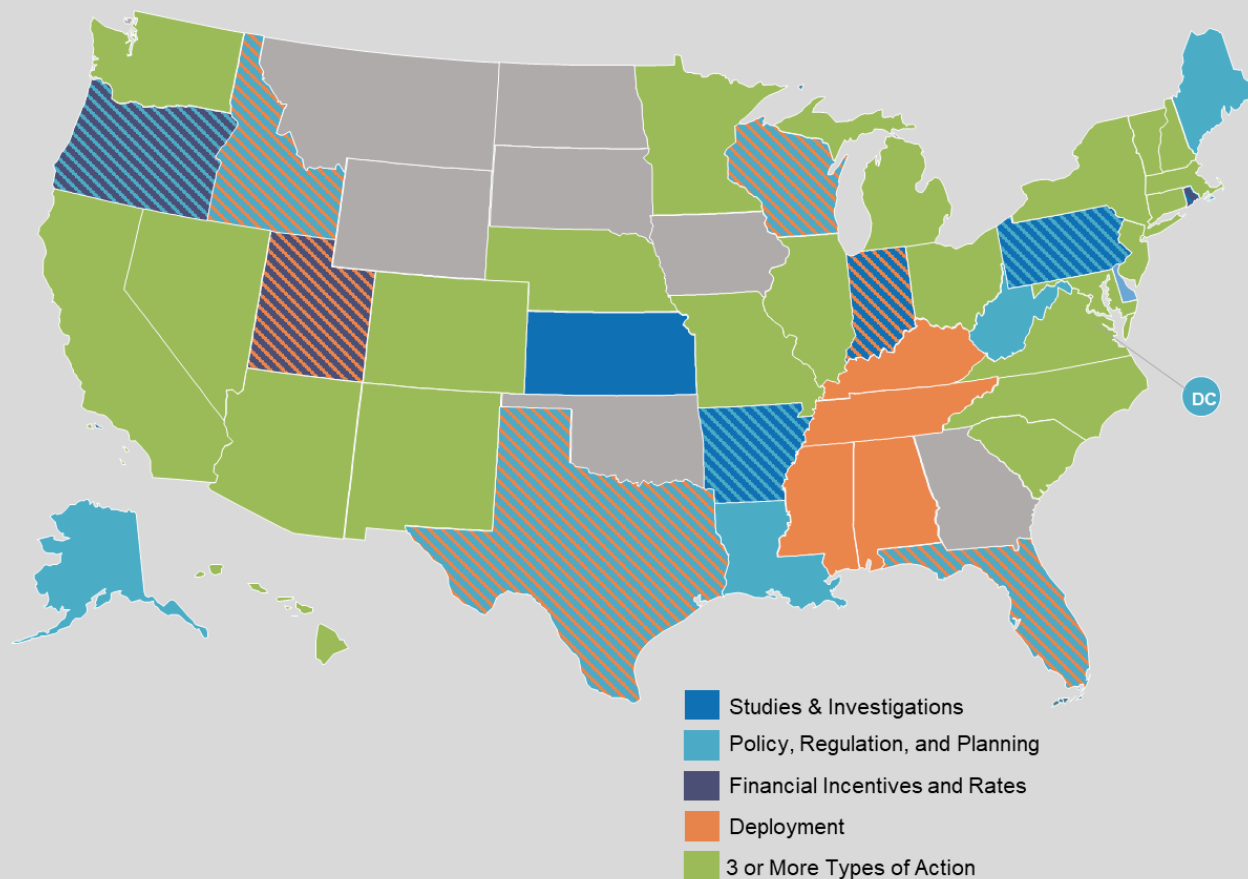 DC
Studies & Investigations
Policy, Regulation, and Planning
Financial Incentives and Rates
Deployment
3 or More Types of Action